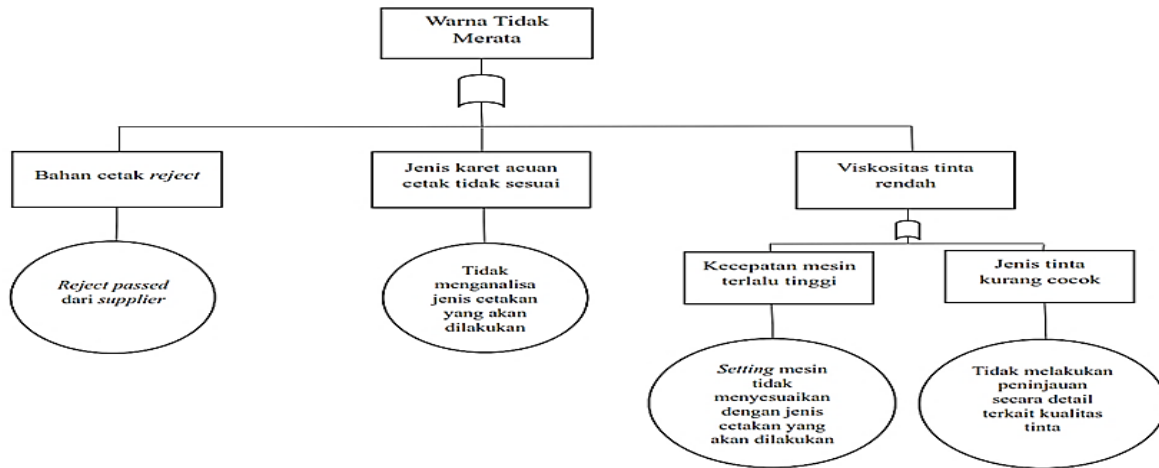 Warna Tidak
Merata
Bahan cetak reject
Jenis karet acuan
cetak tidak sesuai
Viskositas tinta
rendah
Reject passed
dari supplier
Tidak
menganalisa
jenis cetakan
yang akan
dilakukan
Kecepatan mesin
terlalu tinggi
Jenis tinta
kurang cocok
Setting mesin
tidak
menyesuaikan
dengan jenis
cetakan yang
akan dilakukan
Tidak melakukan
peninjauan
secara detail
terkait kualitas
tinta